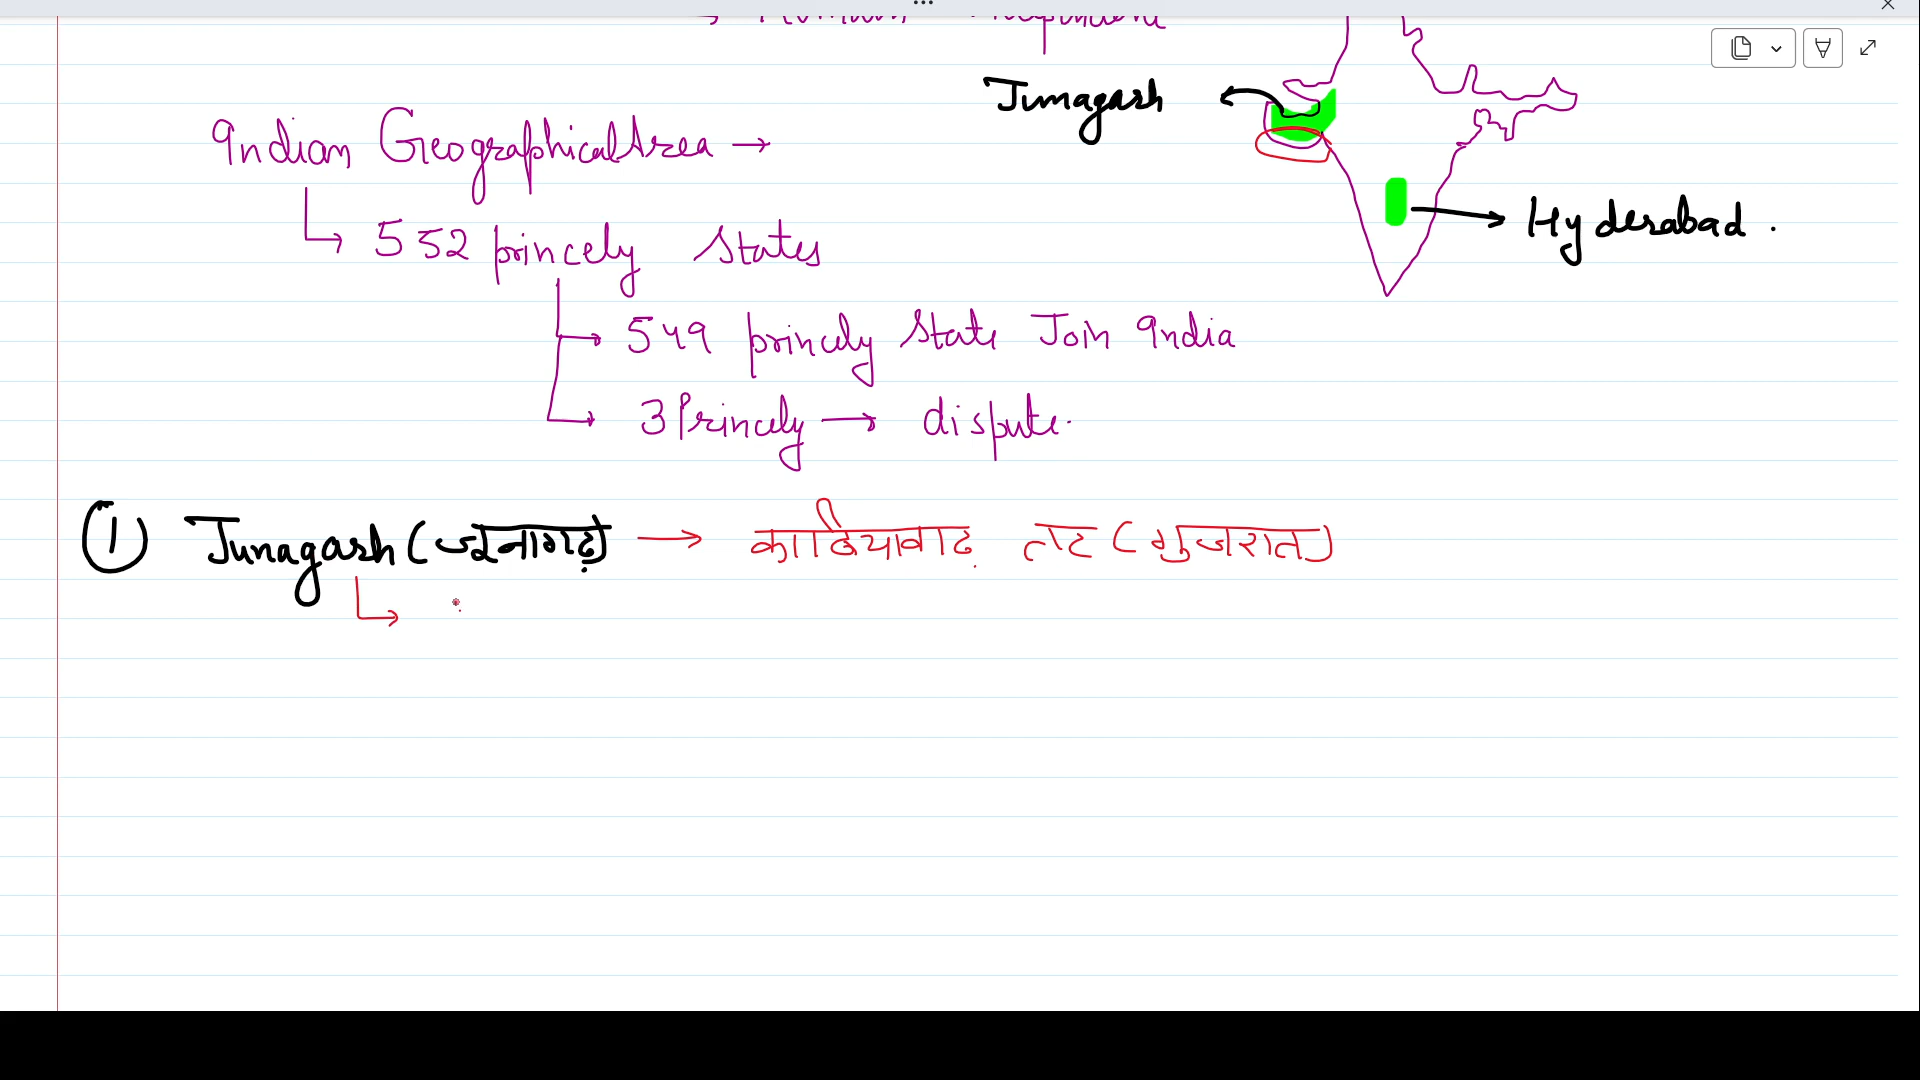 Junagarh
Indian Geographical Area →
552 princely states
Hyderabad .
549 princely state Join India
3 Princely → dispute.
① Junagarh (जूनागढ़) → काठियावाड़ तट (गुजरात)